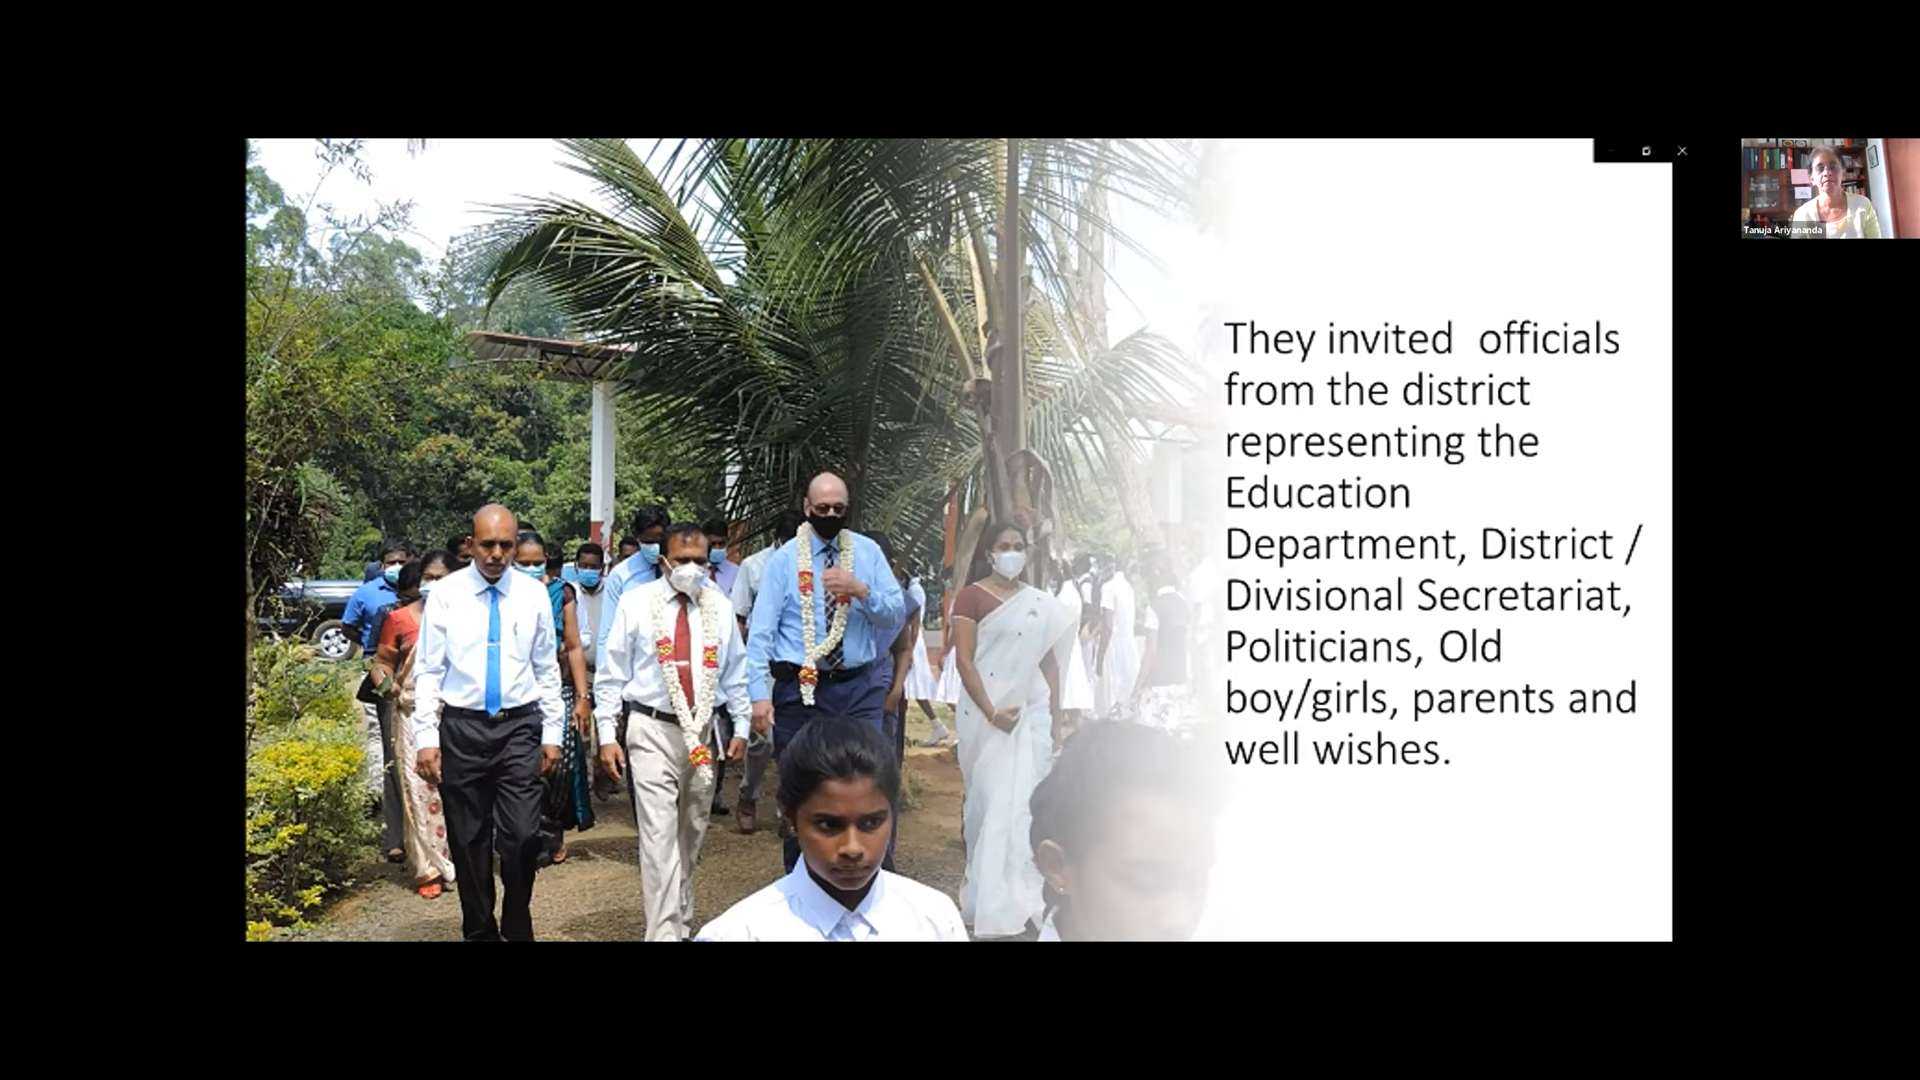 They invited  officials
from the district
representing the
Education
Department, District /
Divisional Secretariat,
Politicians, Old
boy/girls, parents and
well wishes.
Tanuja Ariyananda